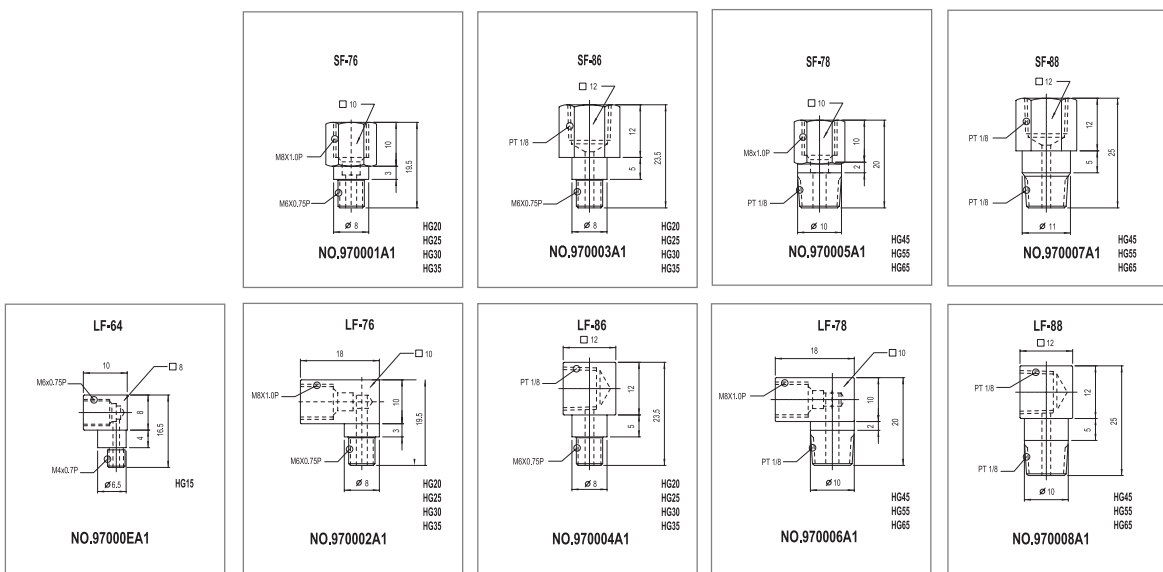 SF-76
□ 10
M8X1.0P
10
3
19.5
M6X0.75P
Ø 8
NO.970001A1
HG20
HG25
HG30
HG35
SF-86
□ 12
PT 1/8
12
5
23.5
M6X0.75P
Ø 8
NO.970003A1
HG20
HG25
HG30
HG35
SF-78
□ 10
M8x1.0P
10
2
20
PT 1/8
Ø 10
NO.970005A1
HG45
HG55
HG65
SF-88
□ 12
PT 1/8
12
5
25
PT 1/8
Ø 11
NO.970007A1
HG45
HG55
HG65
LF-64
10
□ 8
M6x0.75P
8
4
16.5
M4x0.7P
Ø6.5
HG15
NO.97000EA1
LF-76
18
□ 10
M8X1.0P
10
3
19.5
M6X0.75P
Ø 8
HG20
HG25
HG30
HG35
NO.970002A1
LF-86
□ 12
PT 1/8
12
5
23.5
M6X0.75P
Ø 8
HG20
HG25
HG30
HG35
NO.970004A1
LF-78
18
□ 10
M8X1.0P
10
2
20
PT 1/8
Ø10
HG45
HG55
HG65
NO.970006A1
LF-88
□ 12
PT 1/8
12
5
25
PT 1/8
Ø 10
HG45
HG55
HG65
NO.970008A1